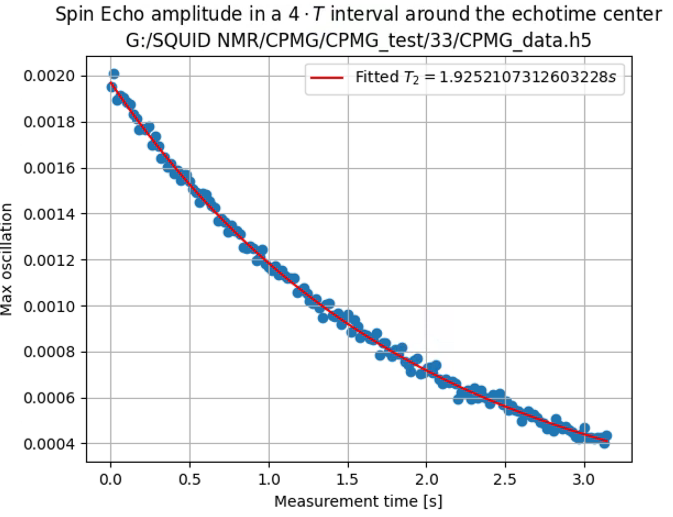 Spin Echo amplitude in a 4 · T interval around the echotime center
G:/SQUID NMR/CPMG/CPMG_test/33/CPMG_data.h5
Fitted T₂ = 1.9252107312603228s
0.0020
0.0018
0.0016
0.0014
0.0012
0.0010
0.0008
0.0006
0.0004
Max oscillation
0.0 0.5 1.0 1.5 2.0 2.5 3.0
Measurement time [s]